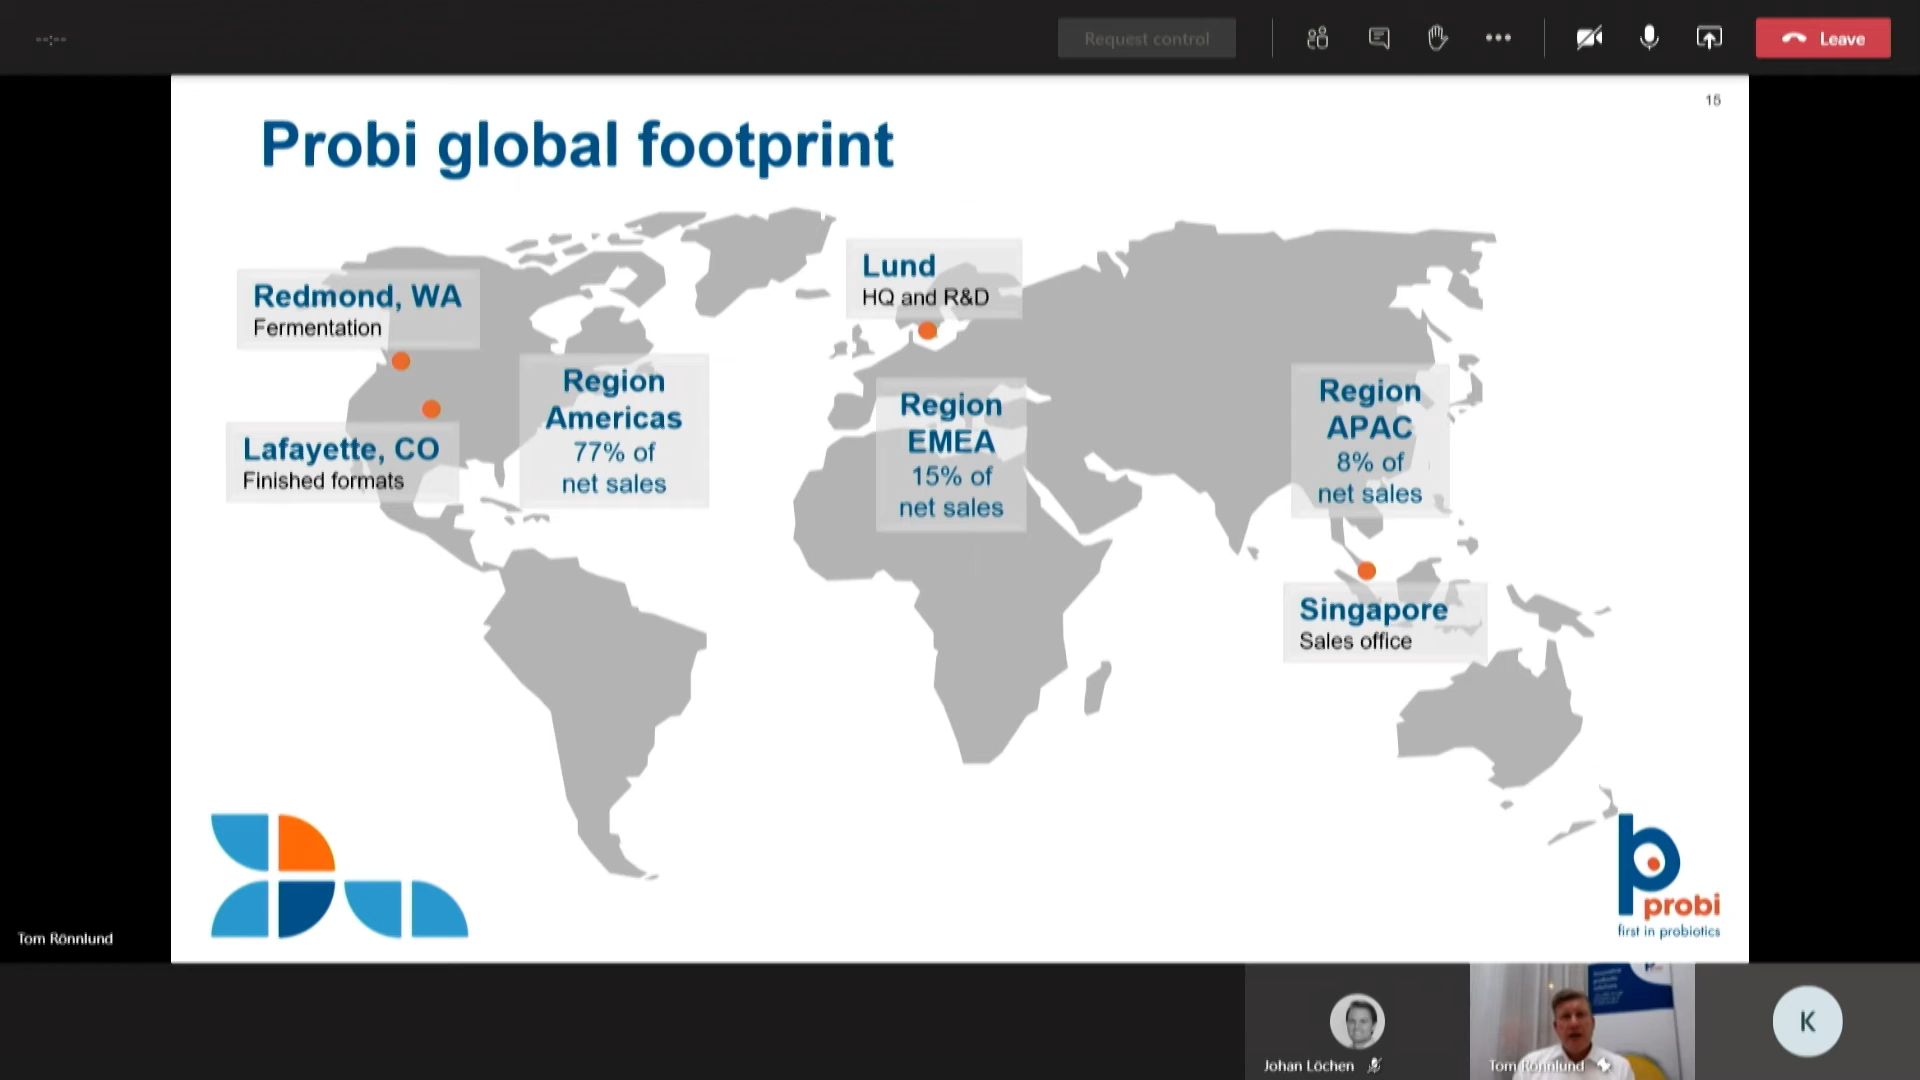 Request control
Leave
15
Probi global footprint
Redmond, WA
Fermentation
Lafayette, CO
Finished formats
Region
Americas
77% of
net sales
Lund
HQ and R&D
Region
EMEA
15% of
net sales
Region
APAC
8% of
net sales
Singapore
Sales office
probi
first in probiotics
Tom Rönnlund
Johan Löchen
Tom Rönnlund
K